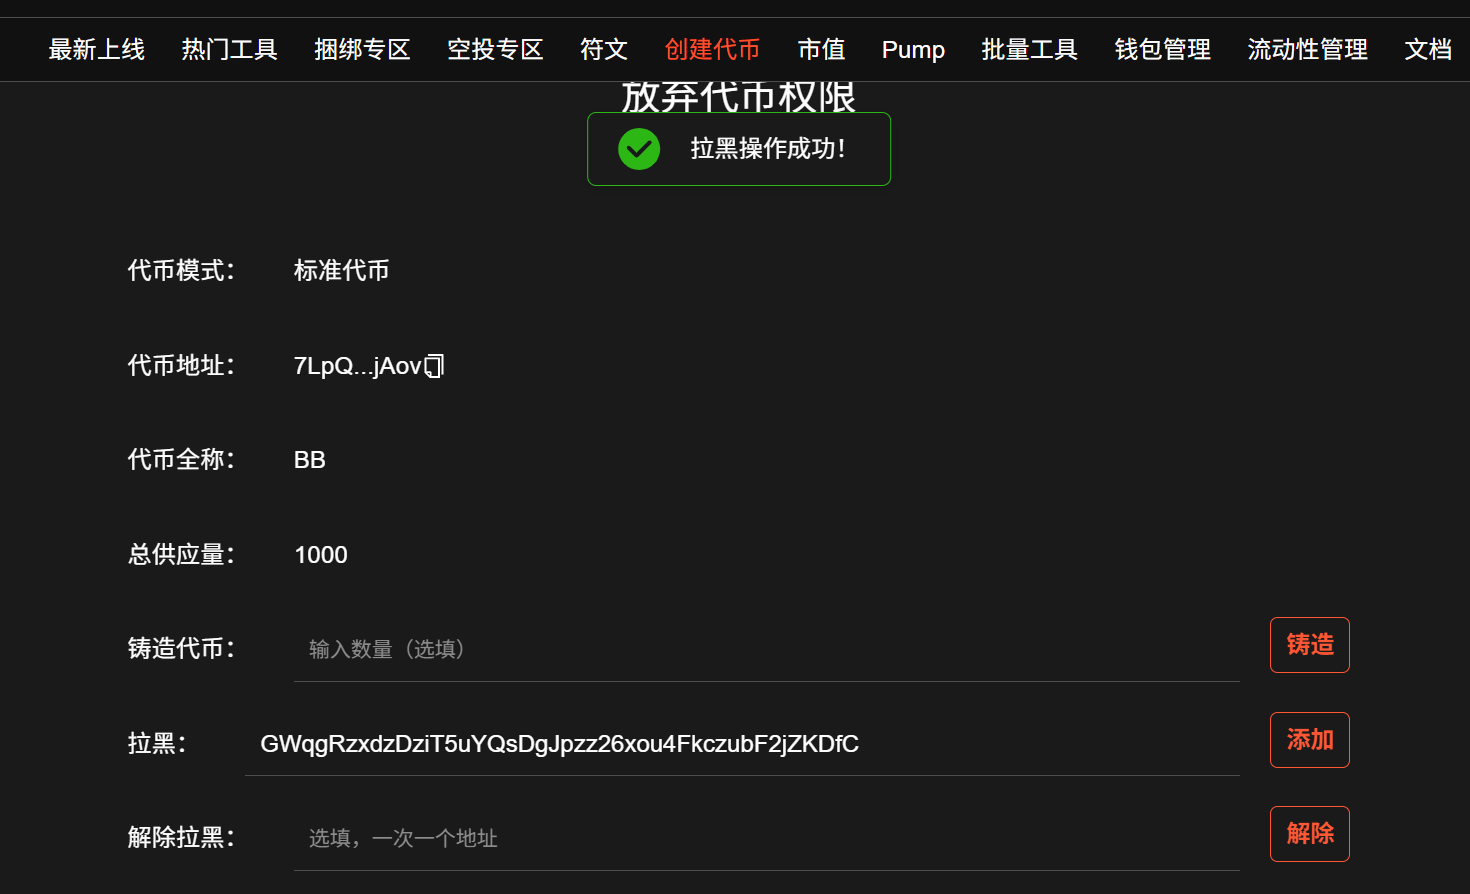 最新上线 热门工具 捆绑专区 空投专区 符文 创建代币 市值 Pump 批量工具 钱包管理 流动性管理 文档
放弃代币权限
拉黑操作成功！
代币模式： 标准代币
代币地址： 7LpQ...jAov
代币全称： BB
总供应量： 1000
铸造代币： 输入数量（选填） 铸造
拉黑： GWqgRzxdzDziT5uYQsDgJpzz26xou4FkczubF2jZKDfC 添加
解除拉黑： 选填，一次一个地址 解除